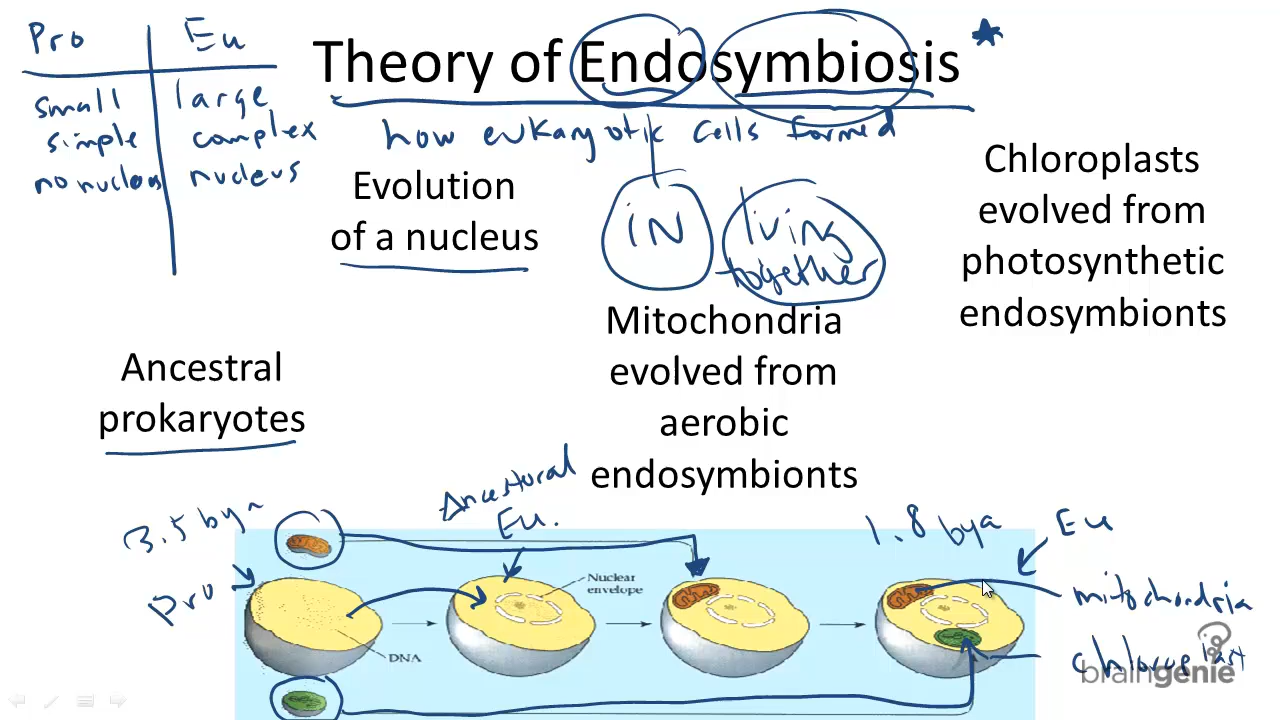 Pro Eu
small large
simple complex
no nucleus nucleus
Theory of Endosymbiosis
how eukaryotic cells formed
IN living together
Evolution
of a nucleus
Chloroplasts
evolved from
photosynthetic
endosymbionts
Mitochondria
evolved from
aerobic
endosymbionts
Ancestral
prokaryotes
3.5 bya
Pro
Ancestural
Eu.
1.8 bya
Eu
Nuclear
envelope
DNA
mitochondria
chloroplast
braingenie